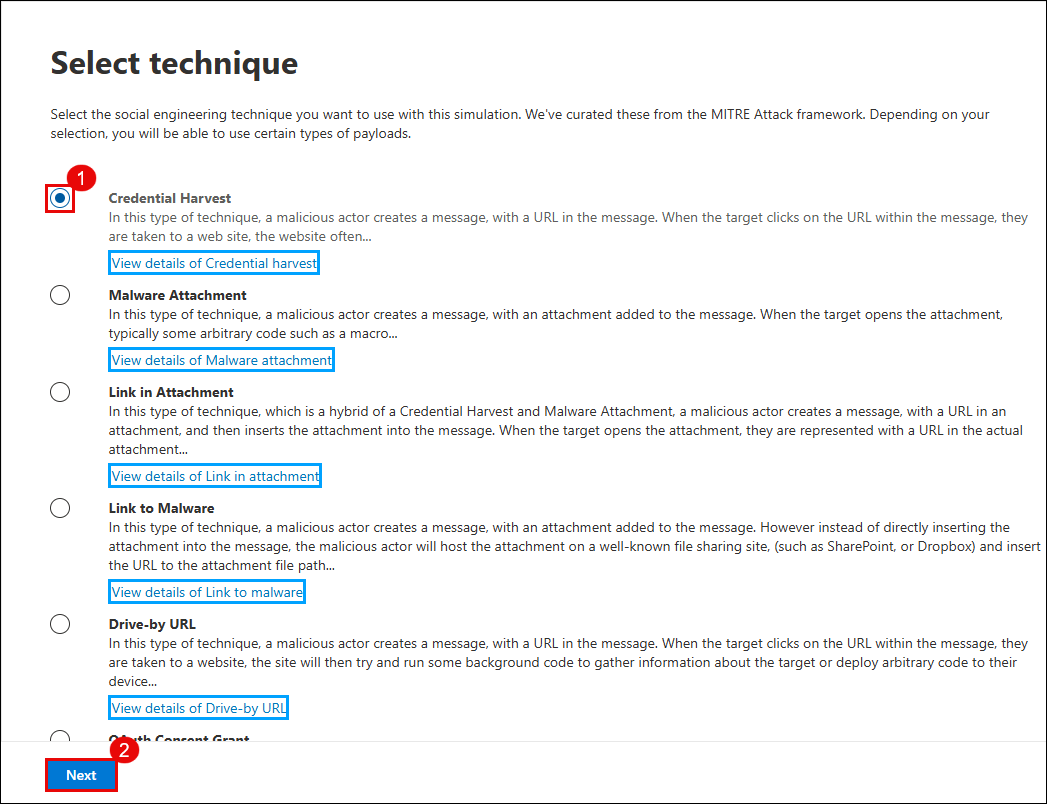 Select technique
Select the social engineering technique you want to use with this simulation. We've curated these from the MITRE Attack framework. Depending on your
selection, you will be able to use certain types of payloads.
1
Credential Harvest
In this type of technique, a malicious actor creates a message, with a URL in the message. When the target clicks on the URL within the message, they
are taken to a web site, the website often...
View details of Credential harvest
Malware Attachment
In this type of technique, a malicious actor creates a message, with an attachment added to the message. When the target opens the attachment,
typically some arbitrary code such as a macro...
View details of Malware attachment
Link in Attachment
In this type of technique, which is a hybrid of a Credential Harvest and Malware Attachment, a malicious actor creates a message, with a URL in an
attachment, and then inserts the attachment into the message. When the target opens the attachment, they are represented with a URL in the actual
attachment...
View details of Link in attachment
Link to Malware
In this type of technique, a malicious actor creates a message, with an attachment added to the message. However instead of directly inserting the
attachment into the message, the malicious actor will host the attachment on a well-known file sharing site, (such as SharePoint, or Dropbox) and insert
the URL to the attachment file path...
View details of Link to malware
Drive-by URL
In this type of technique, a malicious actor creates a message, with a URL in the message. When the target clicks on the URL within the message, they
are taken to a website, the site will then try and run some background code to gather information about the target or deploy arbitrary code to their
device...
View details of Drive-by URL
OAuth Consent Grant
2
Next